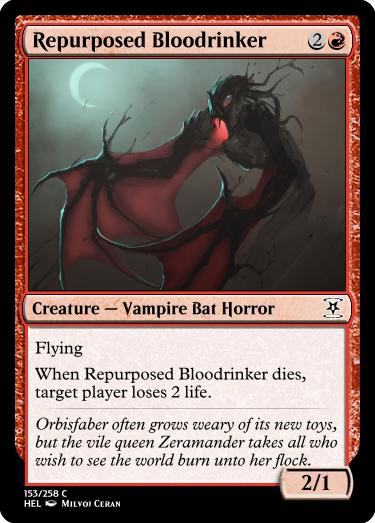 Repurposed Bloodrinker
2
Creature — Vampire Bat Horror
Flying
When Repurposed Bloodrinker dies,
target player loses 2 life.
Orbisfaber often grows weary of its new toys,
but the vile queen Zeramander takes all who
wish to see the world burn unto her flock.
2/1
153/258 C
HEL Milvoj Ceran